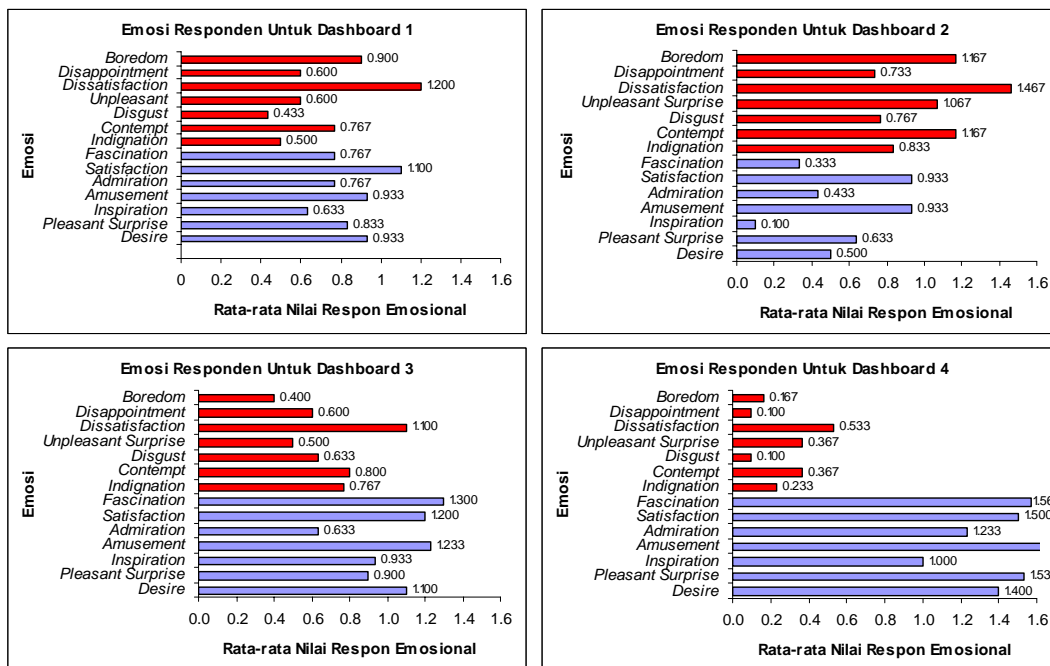 Emosi Responden Untuk Dashboard 1
Emosi
Boredom 0.900
Disappointment 0.600
Dissatisfaction 1.200
Unpleasant 0.600
Disgust 0.433
Contempt 0.767
Indignation 0.500
Fascination 0.767
Satisfaction 1.100
Admiration 0.767
Amusement 0.933
Inspiration 0.633
Pleasant Surprise 0.833
Desire 0.933
0 0.2 0.4 0.6 0.8 1 1.2 1.4 1.6
Rata-rata Nilai Respon Emosional
Emosi Responden Untuk Dashboard 2
Emosi
Boredom 1.167
Disappointment 0.733
Dissatisfaction 1.467
Unpleasant Surprise 1.067
Disgust 0.767
Contempt 1.167
Indignation 0.833
Fascination 0.333
Satisfaction 0.933
Admiration 0.433
Amusement 0.933
Inspiration 0.100
Pleasant Surprise 0.633
Desire 0.500
0.0 0.2 0.4 0.6 0.8 1.0 1.2 1.4 1.6
Rata-rata Nilai Respon Emosional
Emosi Responden Untuk Dashboard 3
Emosi
Boredom 0.400
Disappointment 0.600
Dissatisfaction 1.100
Unpleasant Surprise 0.500
Disgust 0.633
Contempt 0.800
Indignation 0.767
Fascination 1.300
Satisfaction 1.200
Admiration 0.633
Amusement 1.233
Inspiration 0.933
Pleasant Surprise 0.900
Desire 1.100
0.0 0.2 0.4 0.6 0.8 1.0 1.2 1.4 1.6
Rata-rata Nilai Respon Emosional
Emosi Responden Untuk Dashboard 4
Emosi
Boredom 0.167
Disappointment 0.100
Dissatisfaction 0.533
Unpleasant Surprise 0.367
Disgust 0.100
Contempt 0.367
Indignation 0.233
Fascination 1.56
Satisfaction 1.500
Admiration 1.233
Amusement
Inspiration 1.000
Pleasant Surprise 1.53
Desire 1.400
0.0 0.2 0.4 0.6 0.8 1.0 1.2 1.4 1.6
Rata-rata Nilai Respon Emosional